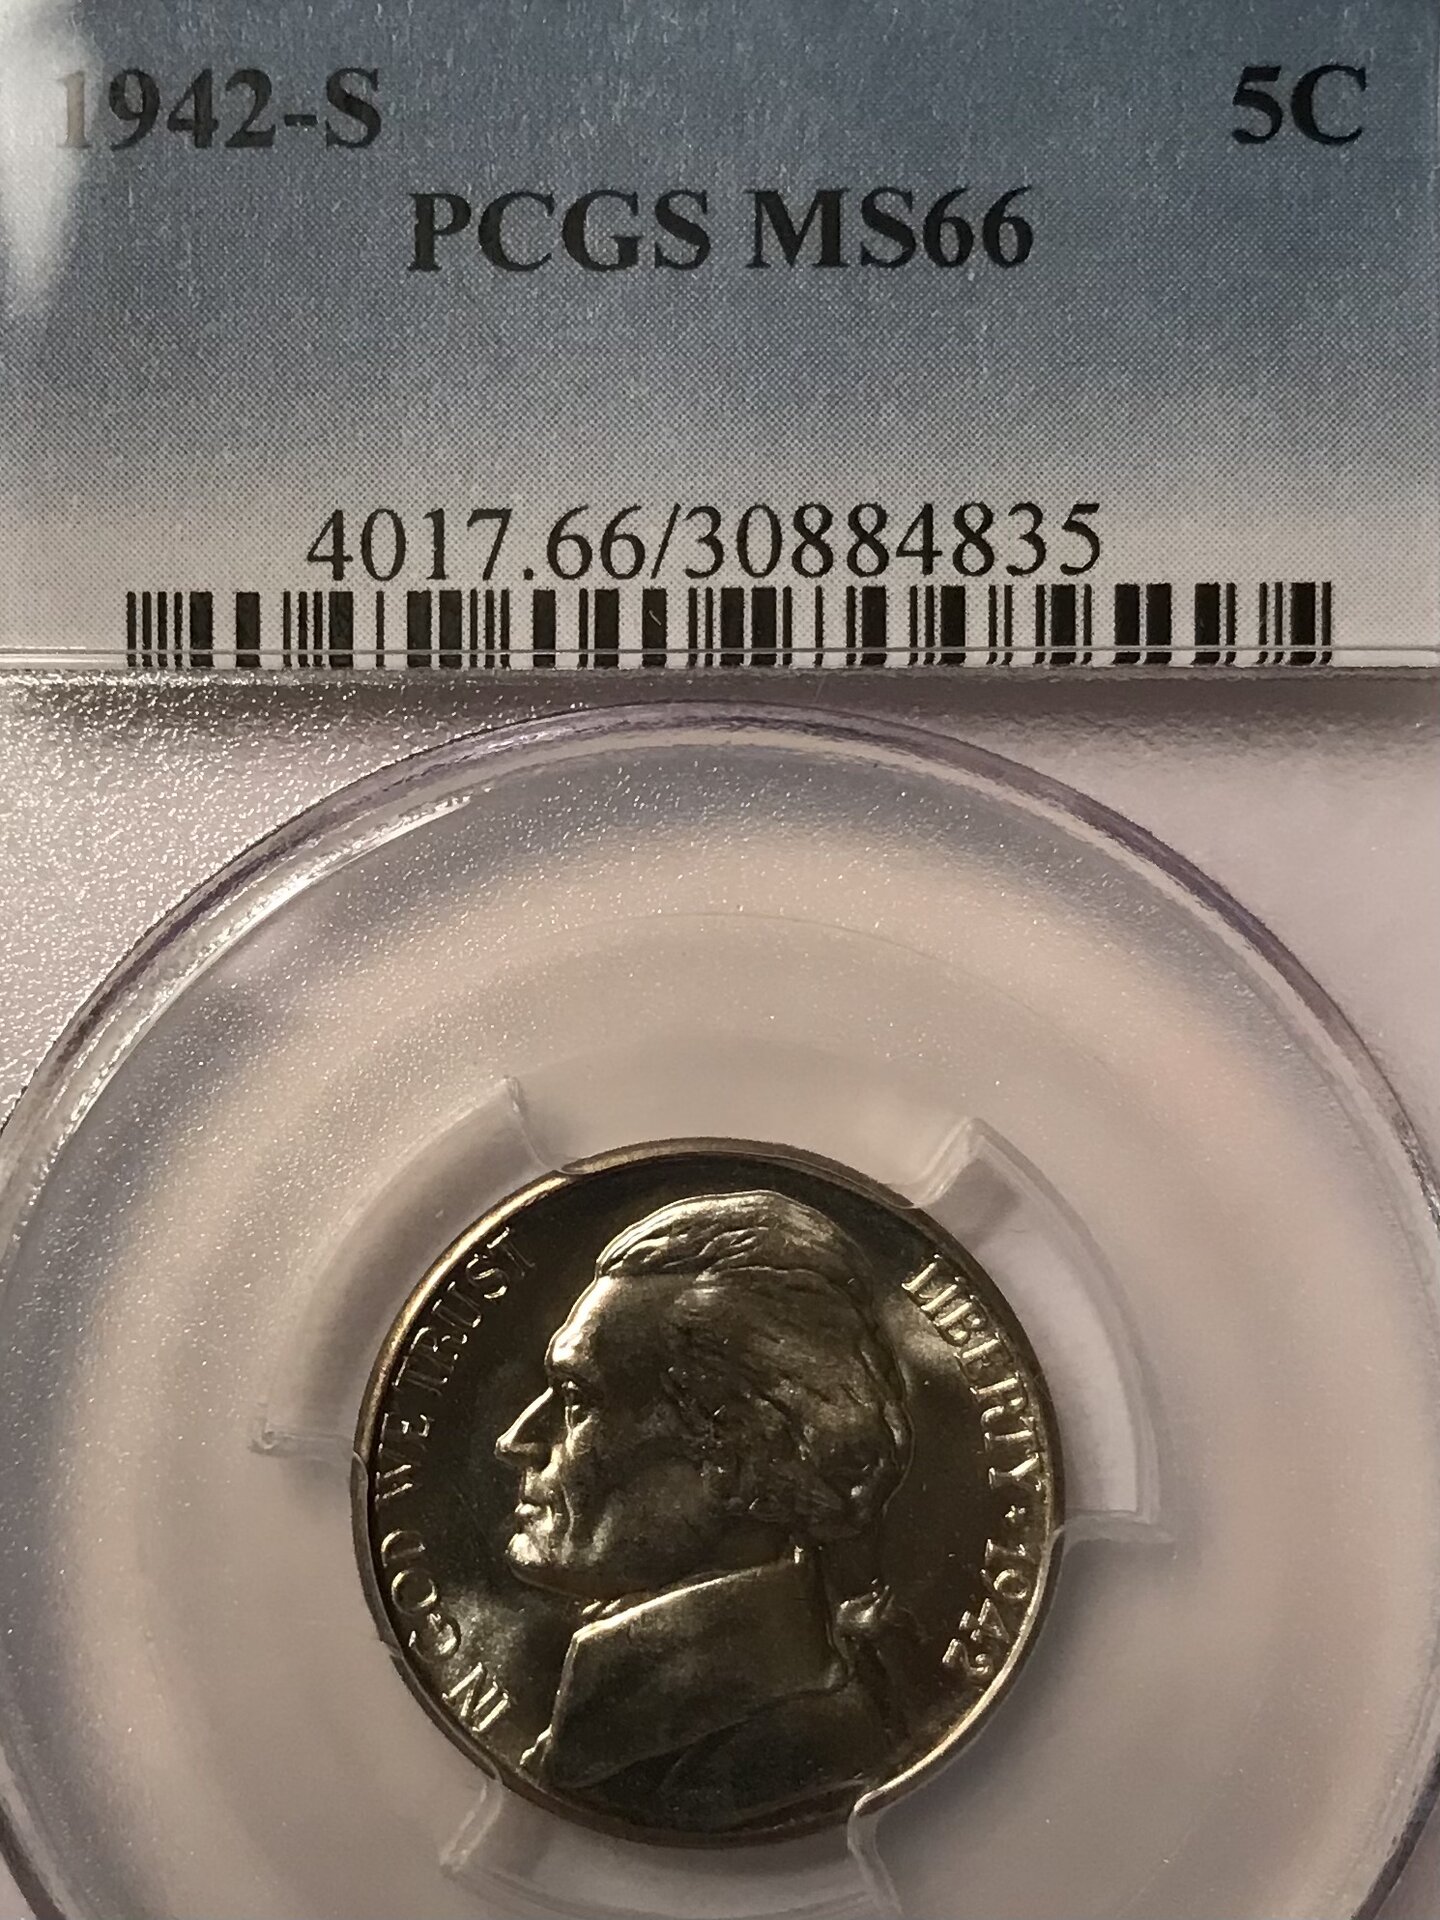 1942-S 5C
PCGS MS66
4017.66/30884835
IN GOD WE TRUST
LIBERTY · 1942